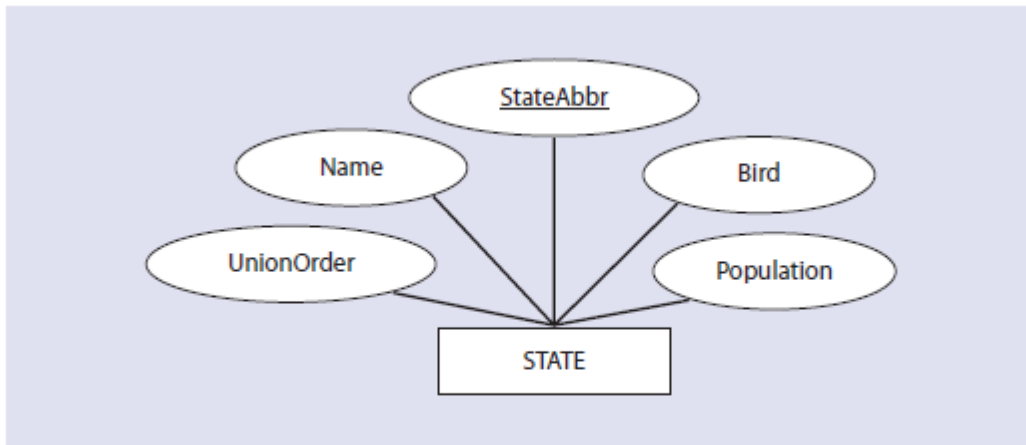 StateAbbr
Name
Bird
UnionOrder
Population
STATE